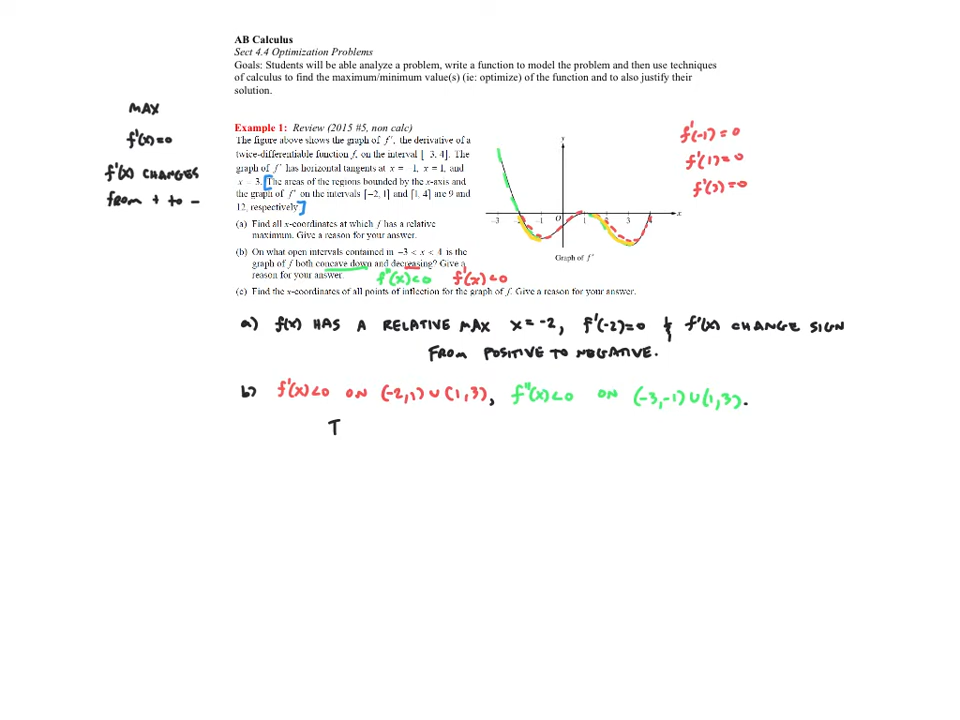 AB Calculus
Sect 4.4 Optimization Problems
Goals: Students will be able analyze a problem, write a function to model the problem and then use techniques
of calculus to find the maximum/minimum value(s) (ie: optimize) of the function and to also justify their
solution.
MAX
f'(x)=0
f'(x) CHANGES
FROM + TO -
Example 1: Review (2015 #5, non calc)
The figure above shows the graph of f', the derivative of a
twice-differentiable function f, on the interval [ 3, 4]. The
graph of f' has horizontal tangents at x = 1, x = 1, and
x = 3. [The areas of the regions bounded by the x-axis and
the graph of f' on the intervals [-2, 1] and [1, 4] are 9 and
12, respectively.]
(a) Find all x-coordinates at which f has a relative
maximum. Give a reason for your answer.
(b) On what open intervals contained in -3 < x < 4 is the
graph of f both concave down and decreasing? Give a
reason for your answer.
f"(x)<0 f'(x)<0
(c) Find the x-coordinates of all points of inflection for the graph of f. Give a reason for your answer.
y
-3 -2 -1 O 1 2 3 4 x
Graph of f'
f'(-1)=0
f'(1)=0
f'(3)=0
a) f(x) HAS A RELATIVE MAX x=-2, f'(-2)=0 & f'(x) CHANGE SIGN
FROM POSITIVE TO NEGATIVE.
b) f'(x)<0 ON (-2,1)∪(1,3), f"(x)<0 ON (-3,-1)∪(1,3).
T